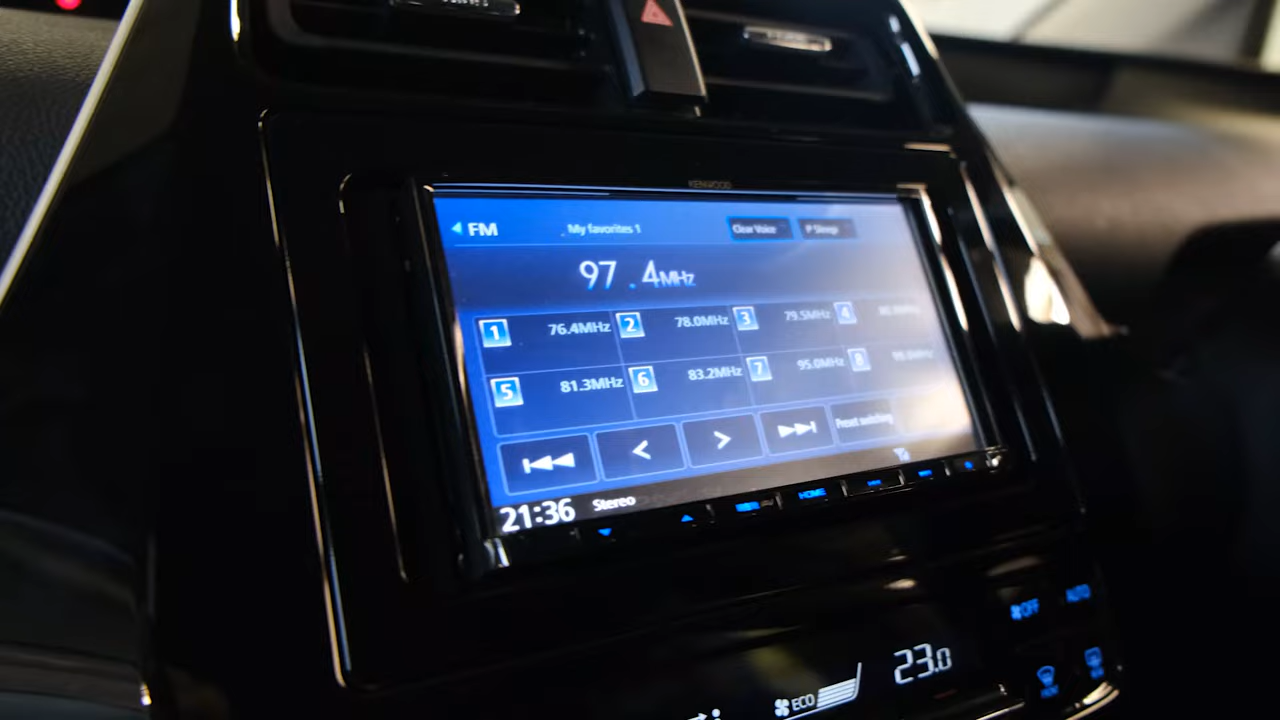 KENWOOD
FM My favorites 1 Clear Voice P Sleep
97.4MHz
1 76.4MHz 2 78.0MHz 3 79.5MHz 4
5 81.3MHz 6 83.2MHz 7 95.0MHz 8
Preset switching
21:36 Stereo
HOME
OFF AUTO
23.0
ECO
FRONT